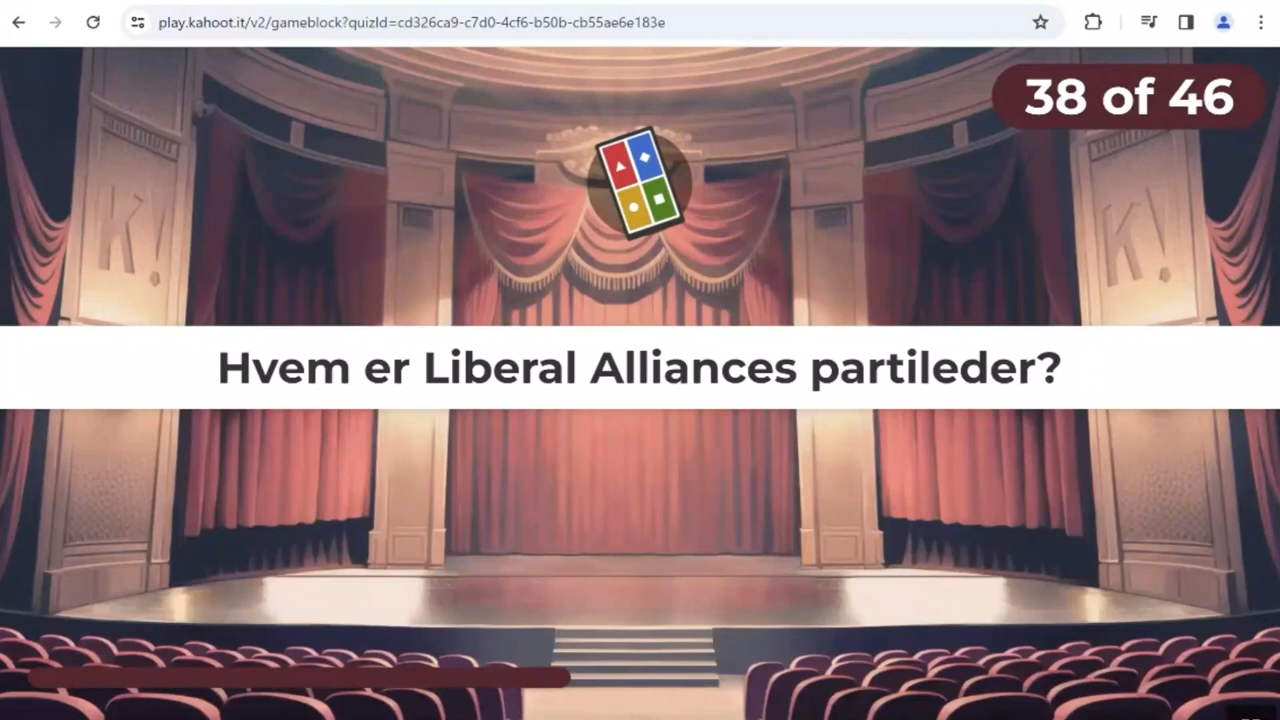 play.kahoot.it/v2/gameblock?quizId=cd326ca9-c7d0-4cf6-b50b-cb55ae6e183e
38 of 46
K!
K!
Hvem er Liberal Alliances partileder?